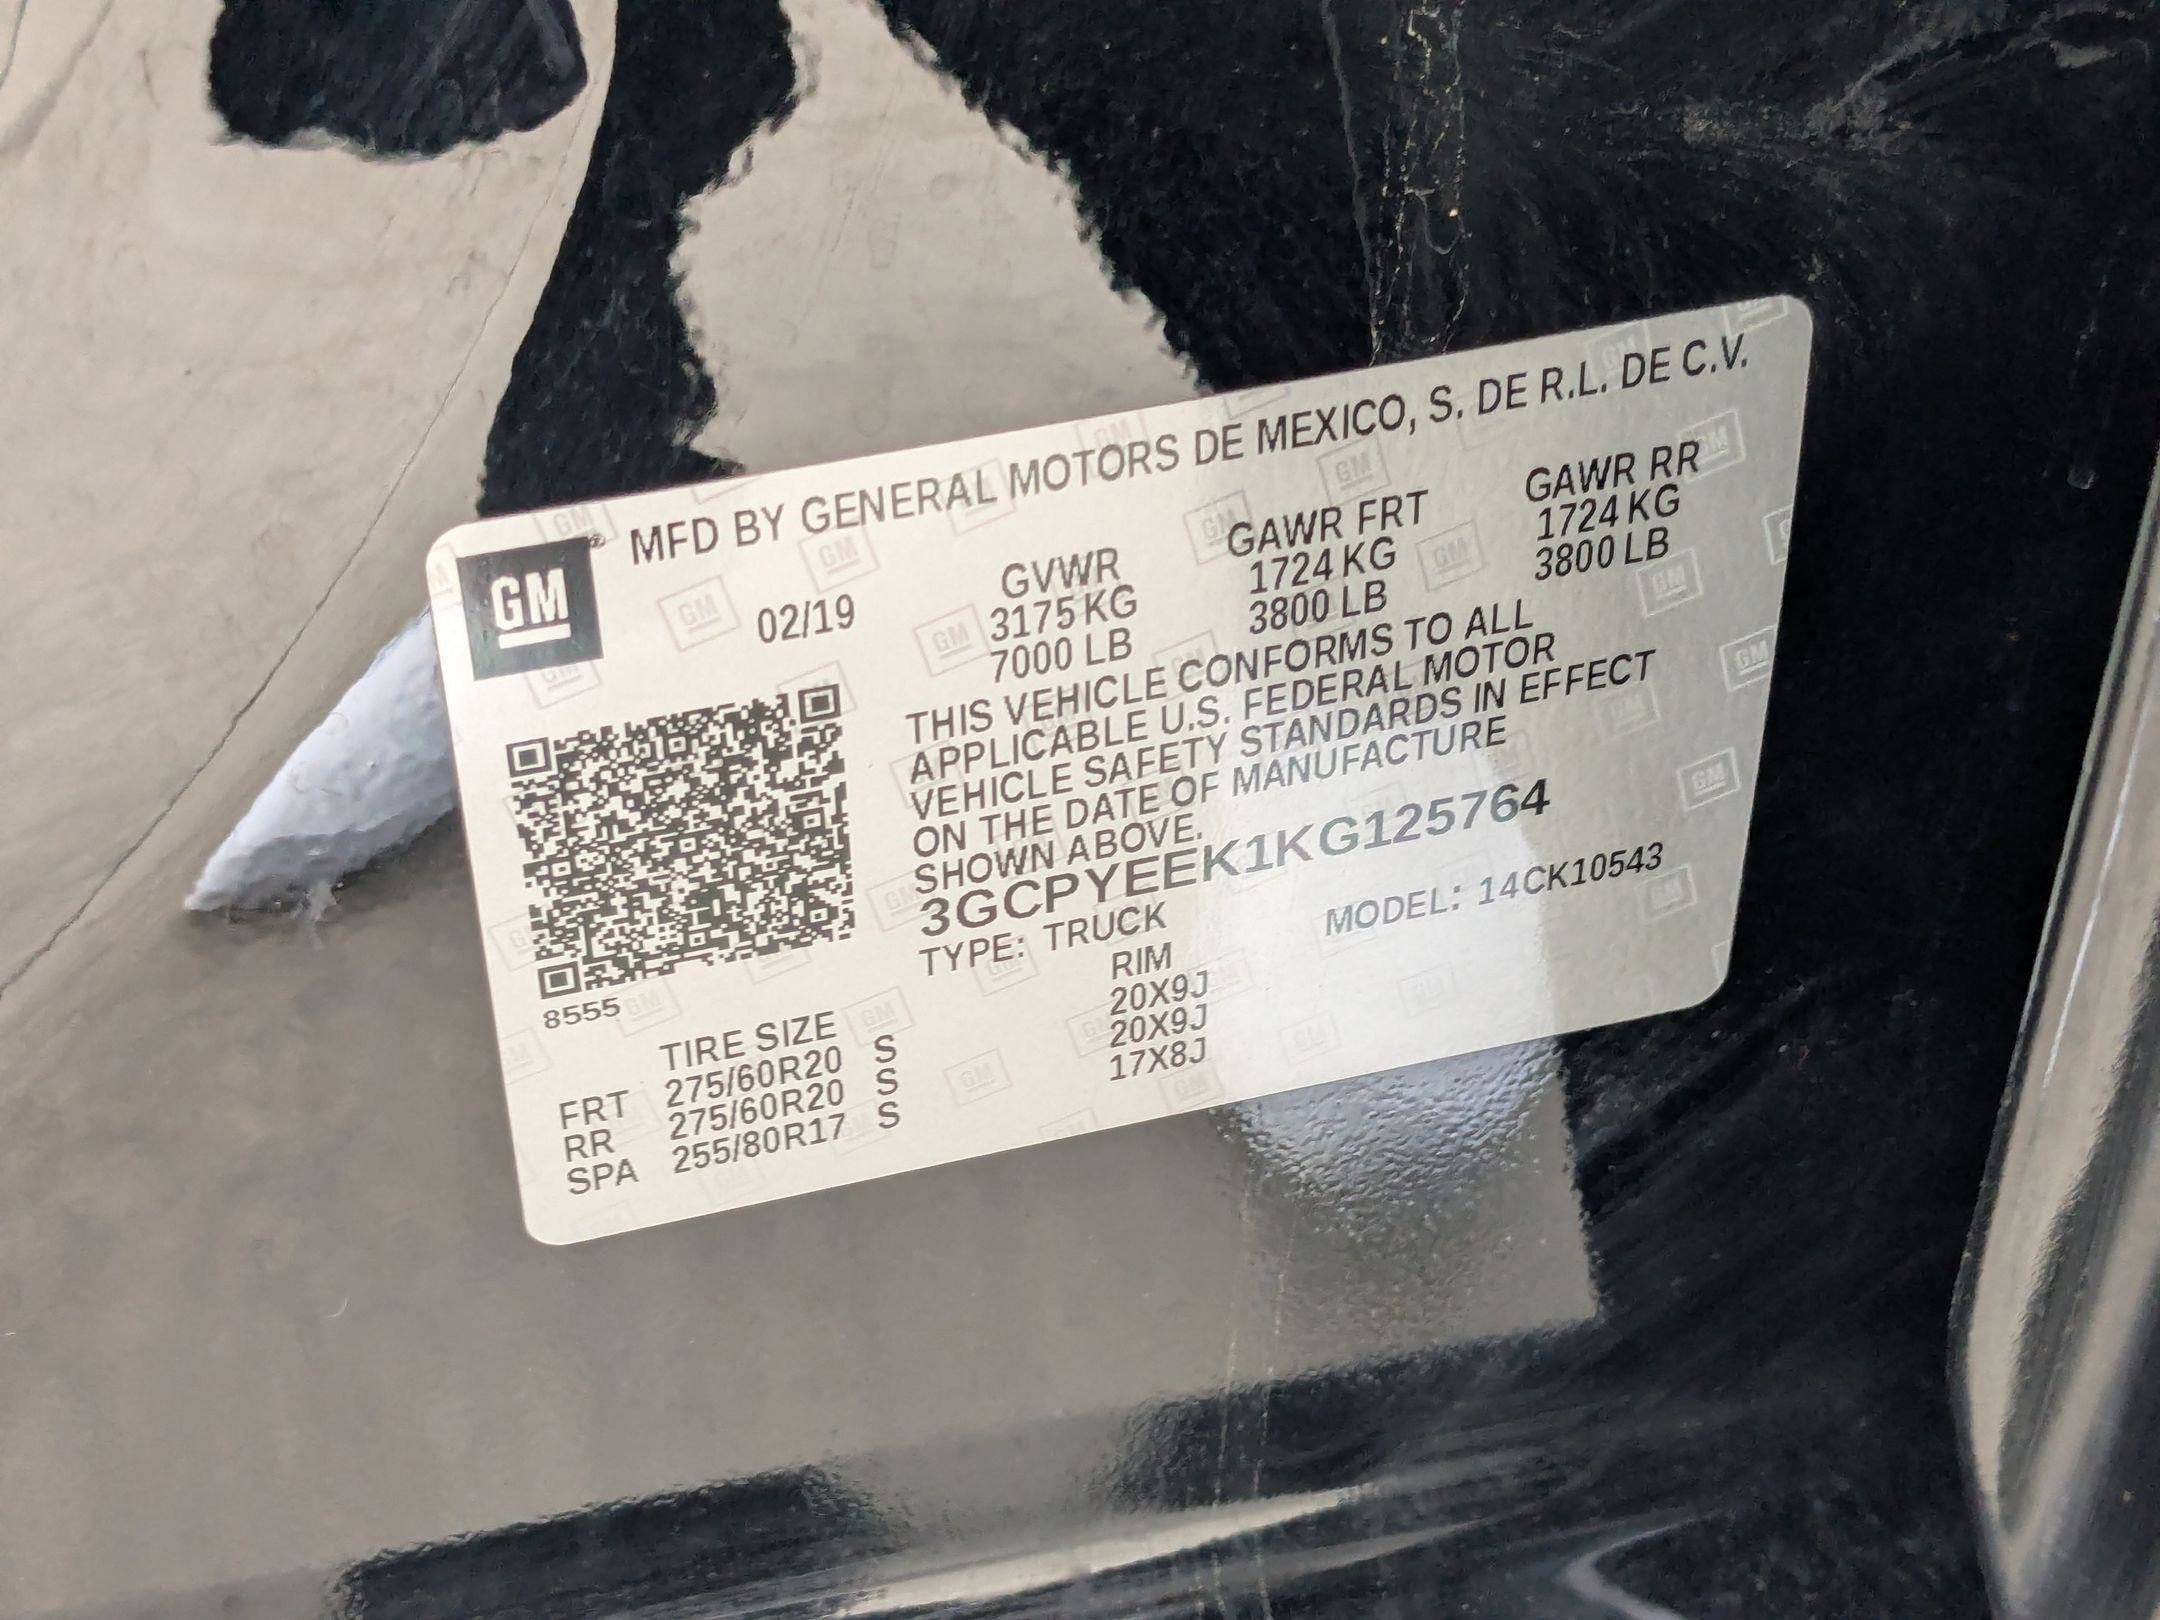 GM® MFD BY GENERAL MOTORS DE MEXICO, S. DE R.L. DE C.V.
02/19 GVWR GAWR FRT GAWR RR
3175 KG 1724 KG 1724 KG
7000 LB 3800 LB 3800 LB
THIS VEHICLE CONFORMS TO ALL
APPLICABLE U.S. FEDERAL MOTOR
VEHICLE SAFETY STANDARDS IN EFFECT
ON THE DATE OF MANUFACTURE
SHOWN ABOVE.
3GCPYEEK1KG125764
TYPE: TRUCK MODEL: 14CK10543
8555
TIRE SIZE RIM
FRT 275/60R20 S 20X9J
RR 275/60R20 S 20X9J
SPA 255/80R17 S 17X8J